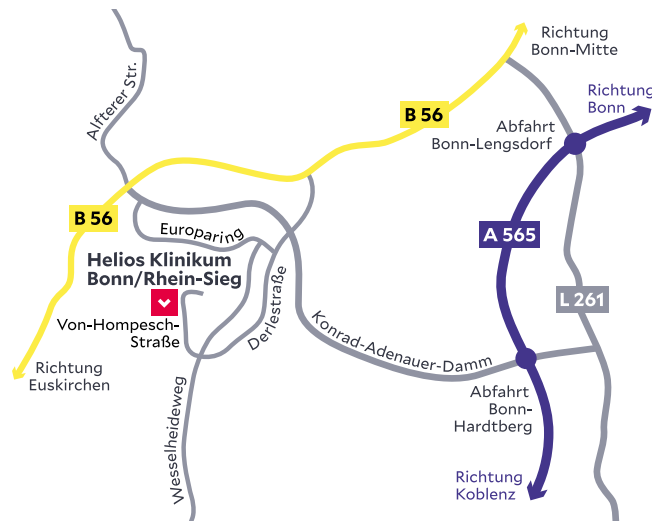 Richtung
Bonn-Mitte
Alfterer Str.
Richtung
Bonn
B 56
Abfahrt
Bonn-Lengsdorf
B 56
Europaring
A 565
Helios Klinikum
Bonn/Rhein-Sieg
L 261
Von-Hompesch-
Straße
Derlestraße
Konrad-Adenauer-Damm
Richtung
Euskirchen
Abfahrt
Bonn-
Hardtberg
Wesselheideweg
Richtung
Koblenz